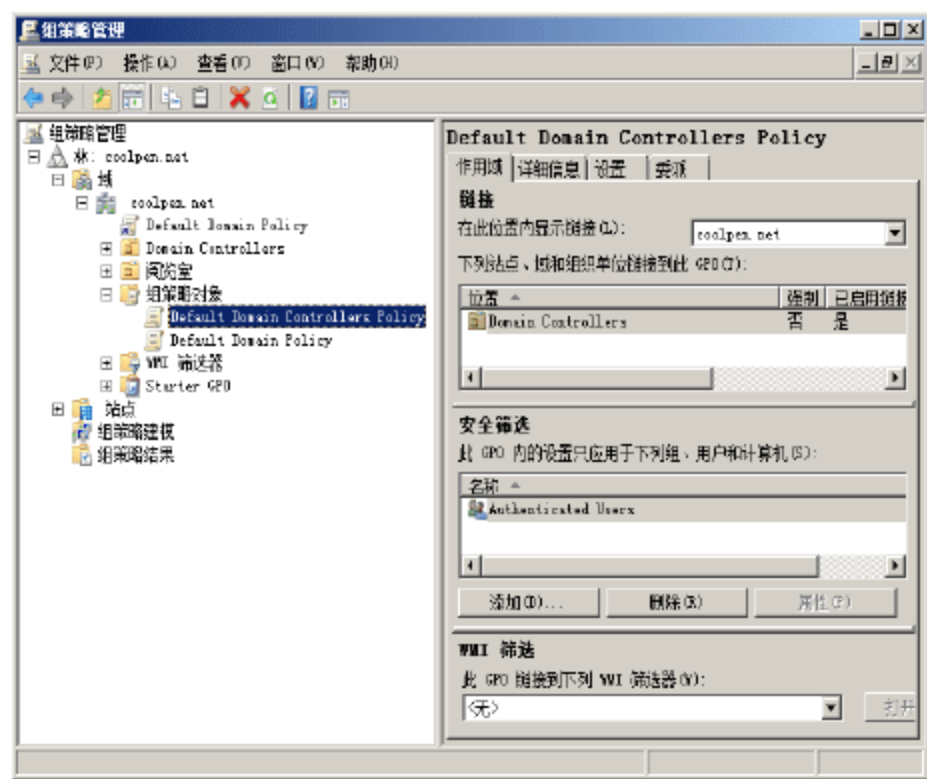 组策略管理
文件(F) 操作(A) 查看(V) 窗口(W) 帮助(H)
组策略管理
林: coolpen.net
域
coolpen.net
Default Domain Policy
Domain Controllers
阅览室
组策略对象
Default Domain Controllers Policy
Default Domain Policy
WMI 筛选器
Starter GPO
站点
组策略建模
组策略结果
Default Domain Controllers Policy
作用域 详细信息 设置 委派
链接
在此位置内显示链接(L): coolpen.net
下列站点、域和组织单位链接到此 GPO(T):
位置 强制 已启用链接
Domain Controllers 否 是
安全筛选
此 GPO 内的设置只应用于下列组、用户和计算机(S):
名称
Authenticated Users
添加(D)... 删除(R) 属性(P)
WMI 筛选
此 GPO 链接到下列 WMI 筛选器(W):
<无> 打开